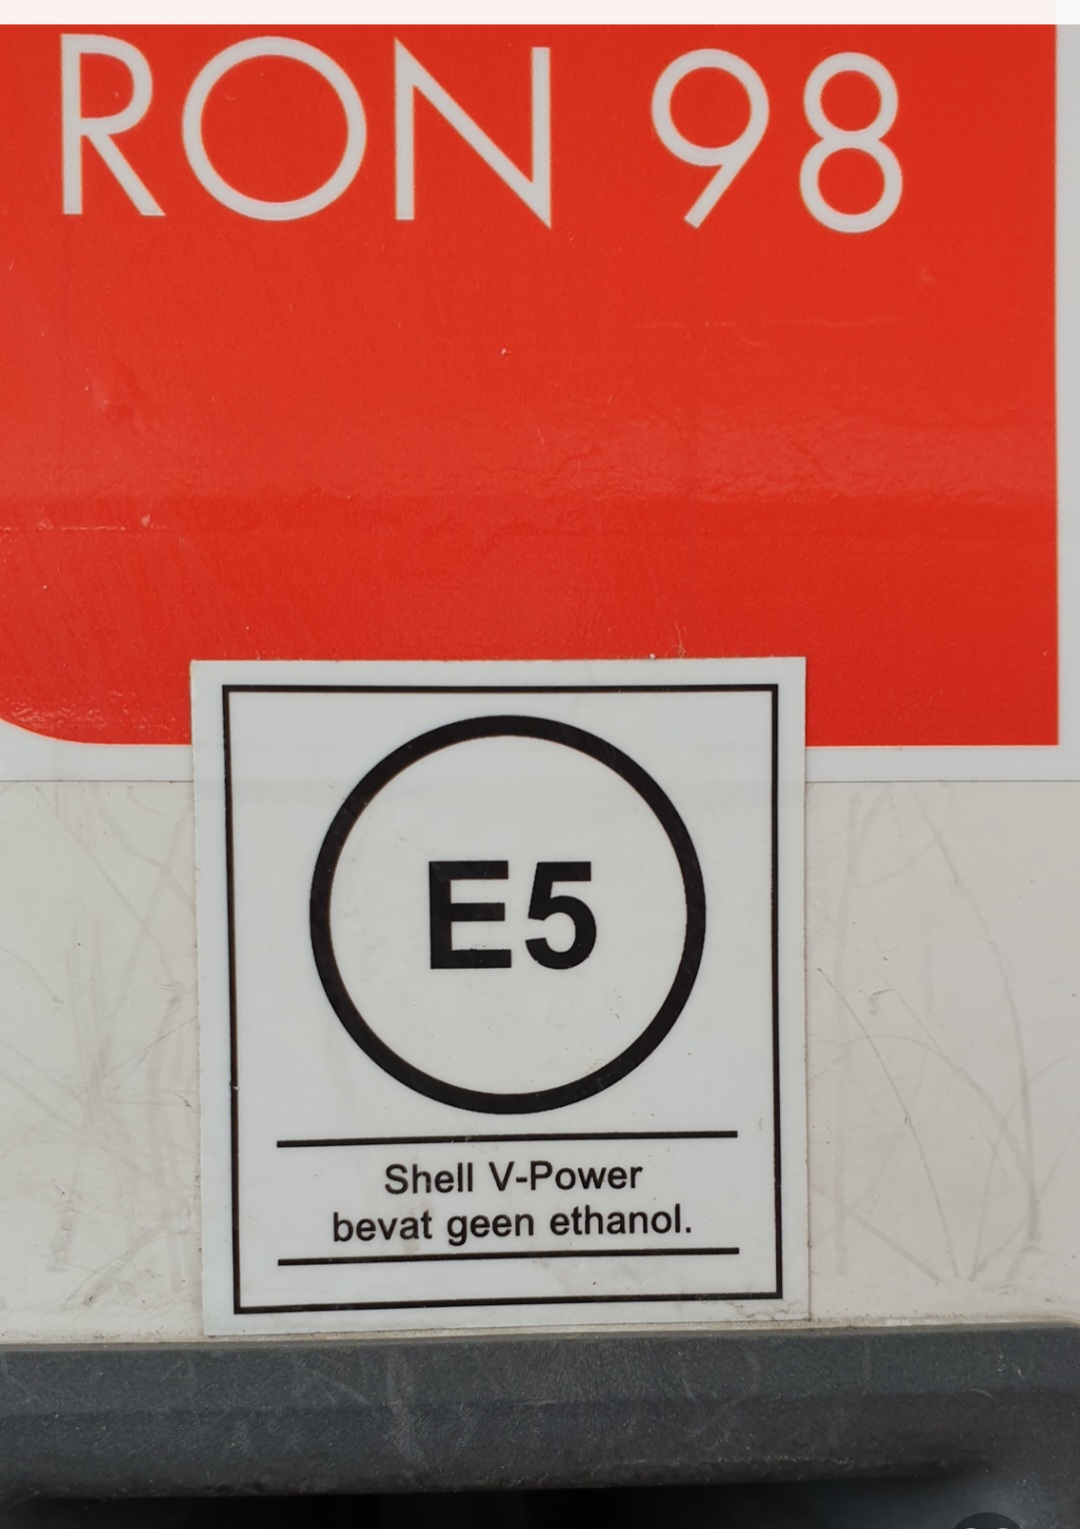 RON 98
E5
Shell V-Power
bevat geen ethanol.